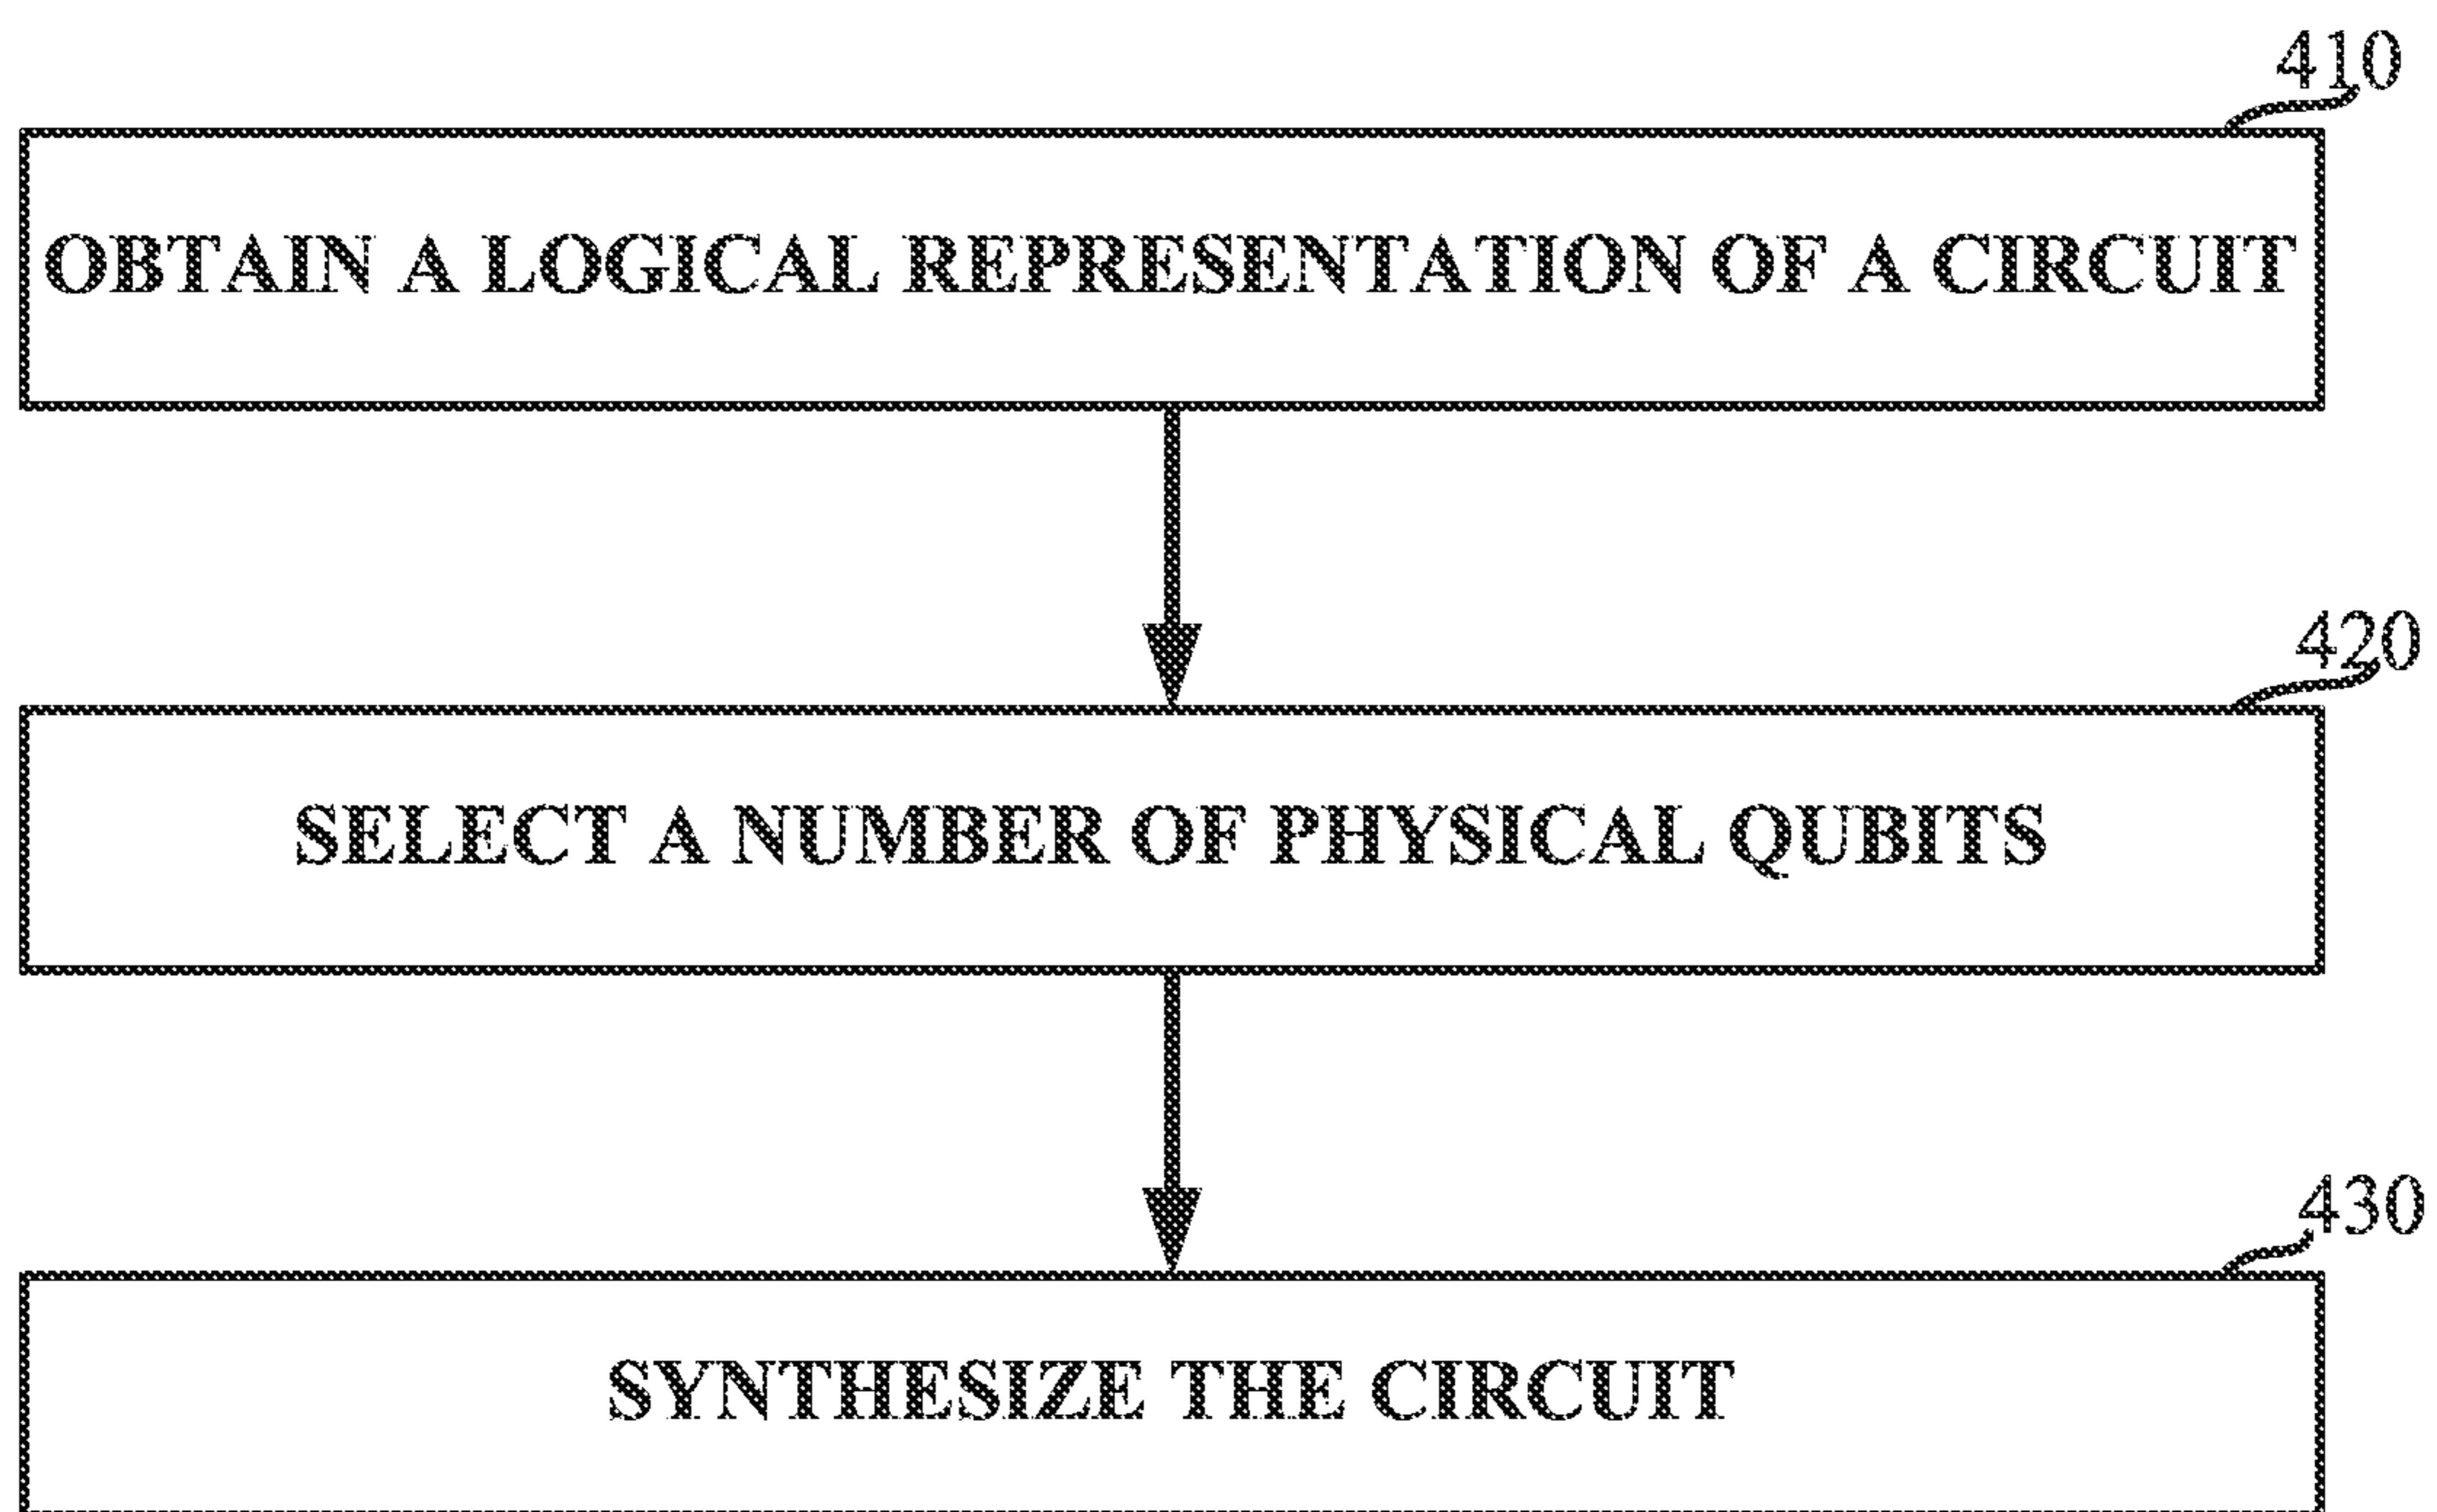 410
OBTAIN A LOGICAL REPRESENTATION OF A CIRCUIT
420
SELECT A NUMBER OF PHYSICAL QUBITS
430
SYNTHESIZE THE CIRCUIT